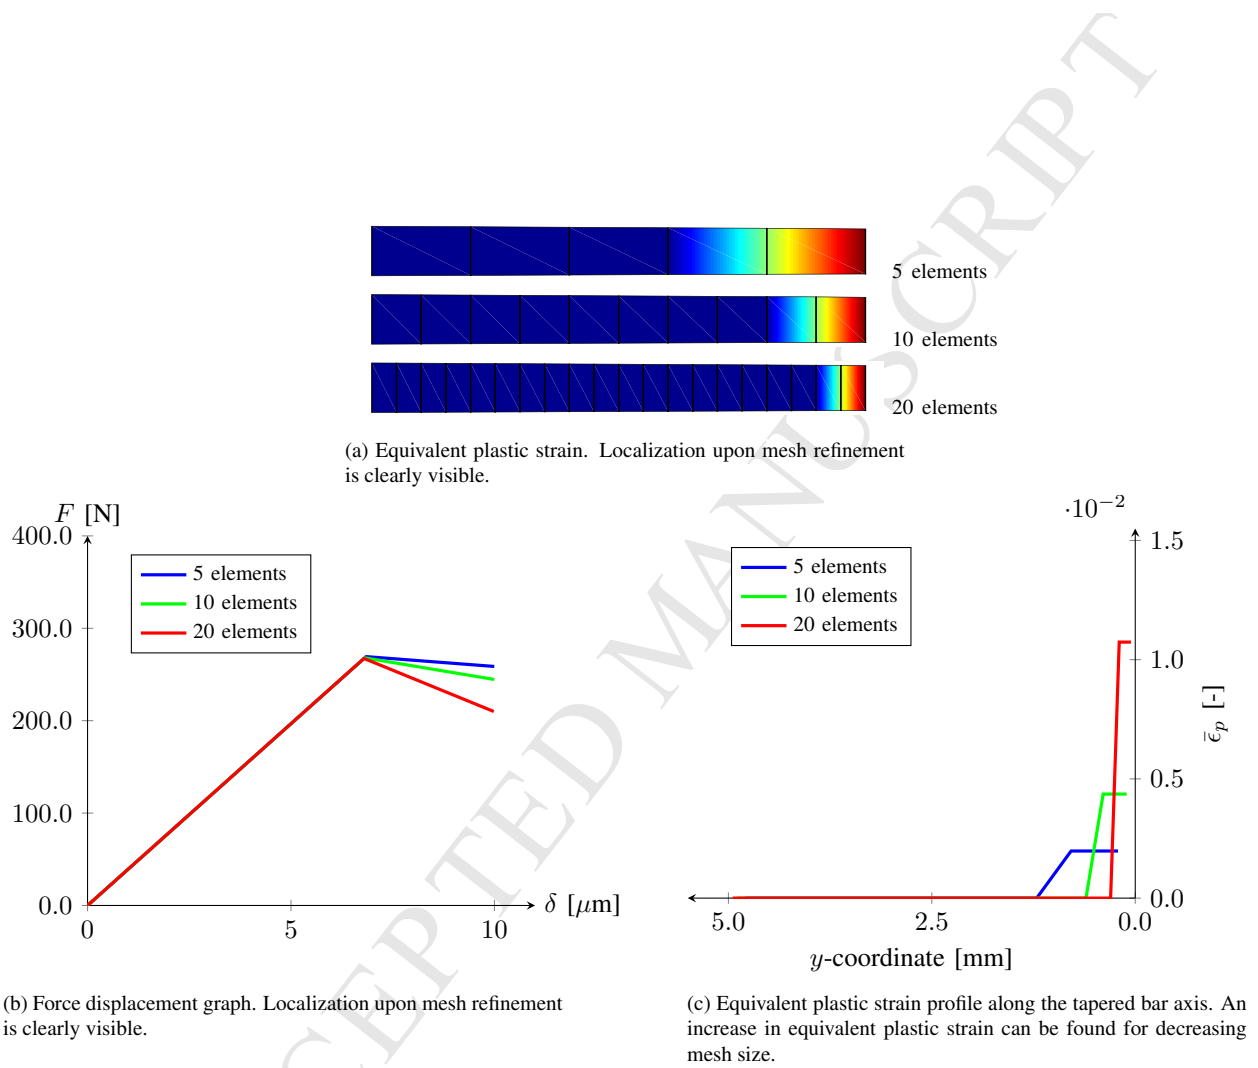 ACCEPTED MANUSCRIPT
5 elements
10 elements
20 elements
(a) Equivalent plastic strain. Localization upon mesh refinement
is clearly visible.
F [N]
400.0
300.0
200.0
100.0
0.0
0
5
10
δ [μm]
5 elements
10 elements
20 elements
(b) Force displacement graph. Localization upon mesh refinement
is clearly visible.
·10⁻²
1.5
1.0
0.5
0.0
ε̄ₚ [-]
5 elements
10 elements
20 elements
5.0
2.5
0.0
y-coordinate [mm]
(c) Equivalent plastic strain profile along the tapered bar axis. An
increase in equivalent plastic strain can be found for decreasing
mesh size.